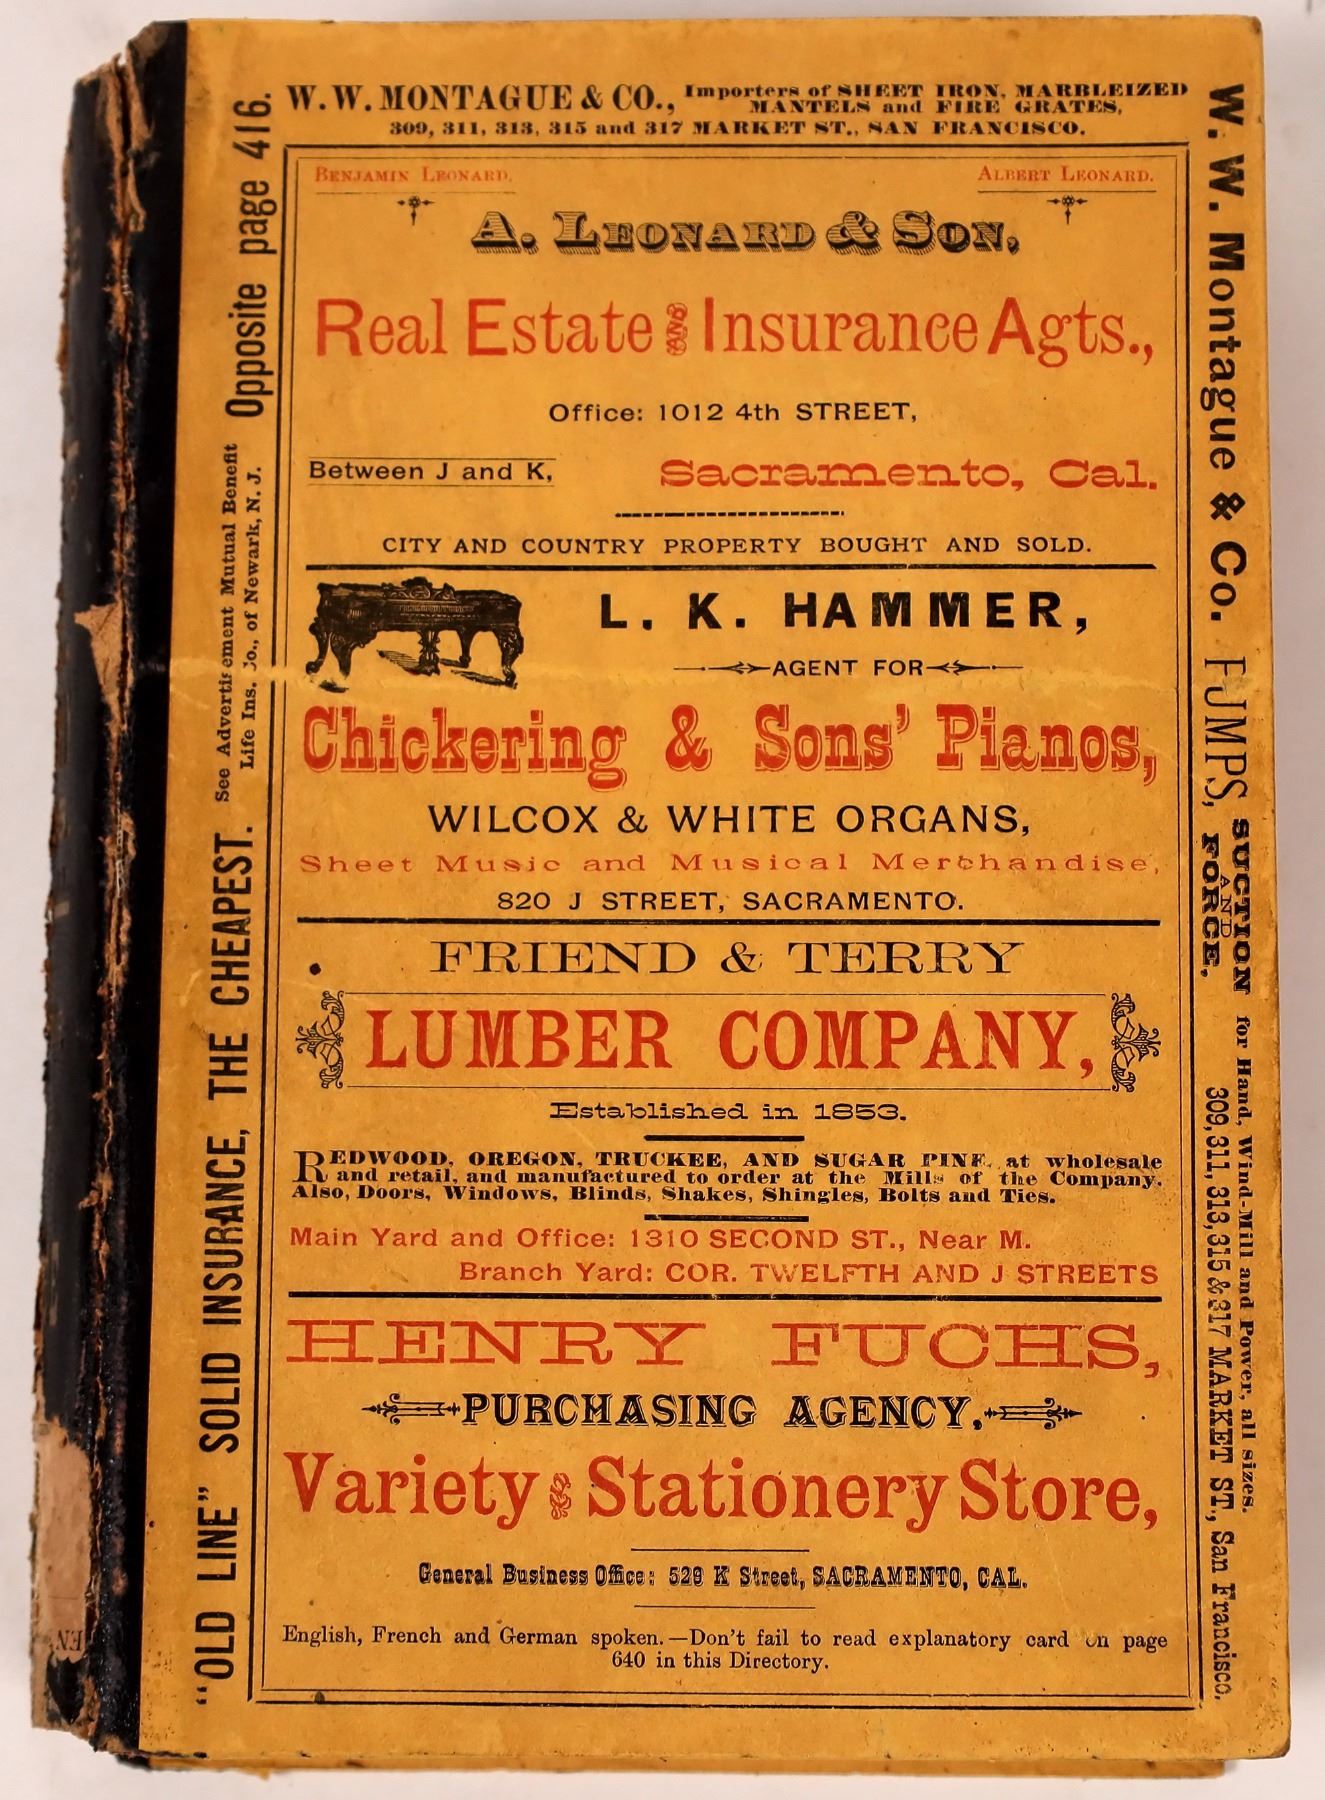 W. W. MONTAGUE & CO., Importers of SHEET IRON, MARBLEIZED
MANTELS and FIRE GRATES,
309, 311, 313, 315 and 317 MARKET ST., SAN FRANCISCO.
BENJAMIN LEONARD.
ALBERT LEONARD.
A. LEONARD & SON,
Real Estate AND Insurance Agts.,
Office: 1012 4th STREET,
Between J and K, Sacramento, Cal.
CITY AND COUNTRY PROPERTY BOUGHT AND SOLD.
L. K. HAMMER,
AGENT FOR
Chickering & Sons' Pianos,
WILCOX & WHITE ORGANS,
Sheet Music and Musical Merchandise,
820 J STREET, SACRAMENTO.
FRIEND & TERRY
LUMBER COMPANY,
Established in 1853.
REDWOOD, OREGON, TRUCKEE, AND SUGAR PINE, at wholesale
and retail, and manufactured to order at the Mills of the Company.
Also, Doors, Windows, Blinds, Shakes, Shingles, Bolts and Ties.
Main Yard and Office: 1310 SECOND ST., Near M.
Branch Yard: COR. TWELFTH AND J STREETS
HENRY FUCHS,
PURCHASING AGENCY,
Variety & Stationery Store,
General Business Office: 529 K Street, SACRAMENTO, CAL.
English, French and German spoken.—Don't fail to read explanatory card on page
640 in this Directory.
"OLD LINE" SOLID INSURANCE, THE CHEAPEST. See Advertisement Mutual Benefit
Life Ins. Co., of Newark, N. J.
Opposite page 416.
W. W. Montague & Co. PUMPS, SUCTION
AND
FORCE,
for Hand, Wind-Mill and Power, all sizes.
309, 311, 313, 315 & 317 MARKET ST., San Francisco.